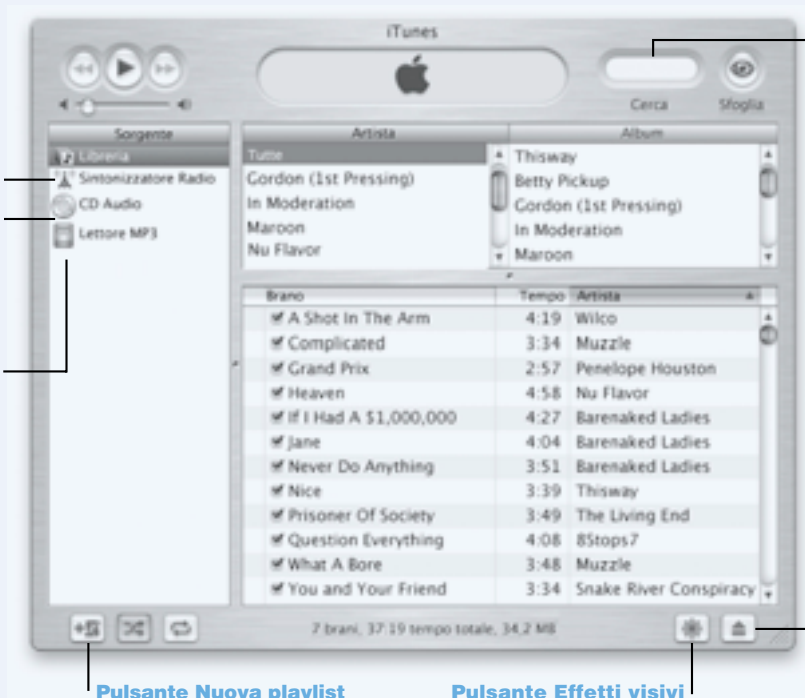 iTunes
Cerca
Sfoglia
Sorgente
Libreria
Sintonizzatore Radio
CD Audio
Lettore MP3
Artista
Album
Tutte
Gordon (1st Pressing)
In Moderation
Maroon
Nu Flavor
Thisway
Betty Pickup
Gordon (1st Pressing)
In Moderation
Maroon
Brano Tempo Artista
A Shot In The Arm 4:19 Wilco
Complicated 3:34 Muzzle
Grand Prix 2:57 Penelope Houston
Heaven 4:58 Nu Flavor
If I Had A $1,000,000 4:27 Barenaked Ladies
Jane 4:04 Barenaked Ladies
Never Do Anything 3:51 Barenaked Ladies
Nice 3:39 Thisway
Prisoner Of Society 3:49 The Living End
Question Everything 4:08 8Stops7
What A Bore 3:48 Muzzle
You and Your Friend 3:34 Snake River Conspiracy
7 brani, 37:19 tempo totale, 34,2 MB
Pulsante Nuova playlist
Pulsante Effetti visivi